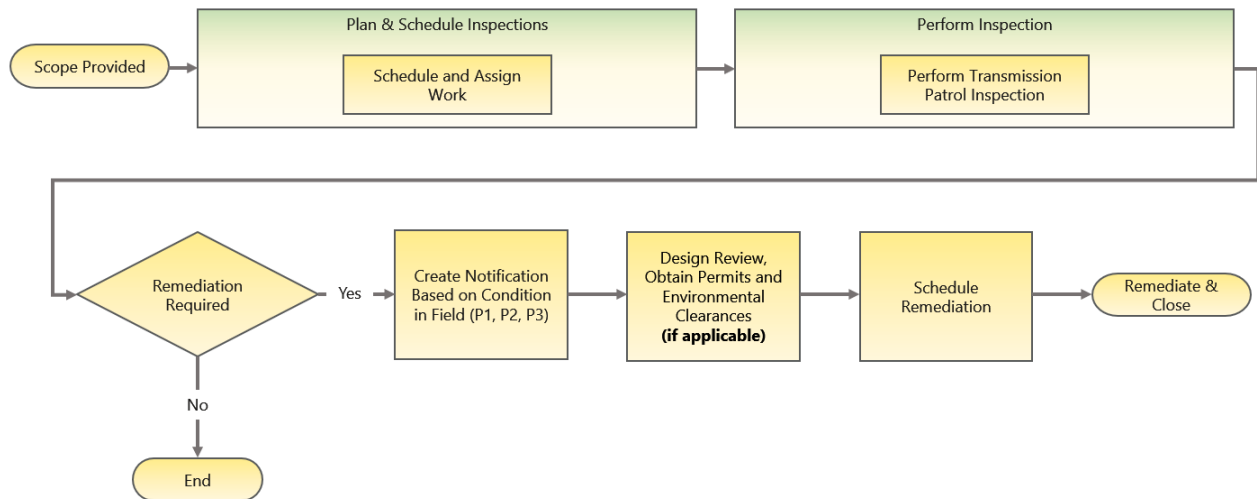 Plan & Schedule Inspections
Perform Inspection
Scope Provided
Schedule and Assign
Work
Perform Transmission
Patrol Inspection
Remediation
Required
Yes
Create Notification
Based on Condition
in Field (P1, P2, P3)
Design Review,
Obtain Permits and
Environmental
Clearances
(if applicable)
Schedule
Remediation
Remediate &
Close
No
End